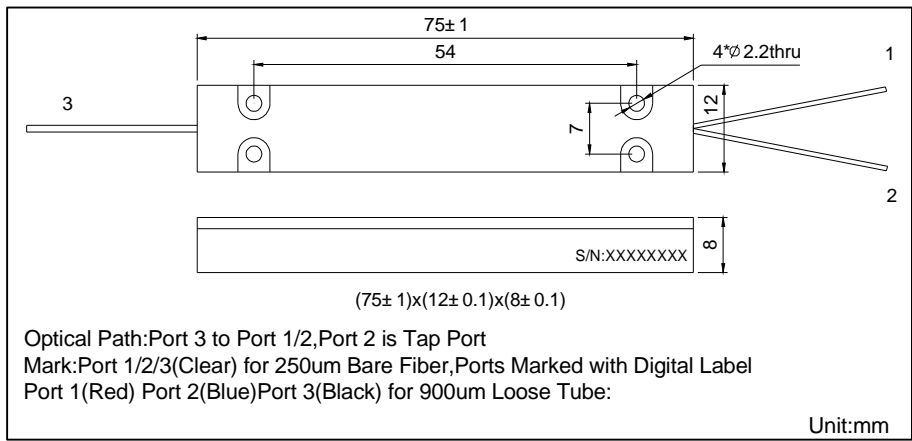 75± 1
54
4*Ø 2.2thru
1
3
12
7
2
8
S/N:XXXXXXXX
(75± 1)x(12± 0.1)x(8± 0.1)
Optical Path:Port 3 to Port 1/2,Port 2 is Tap Port
Mark:Port 1/2/3(Clear) for 250um Bare Fiber,Ports Marked with Digital Label
Port 1(Red) Port 2(Blue)Port 3(Black) for 900um Loose Tube:
Unit:mm